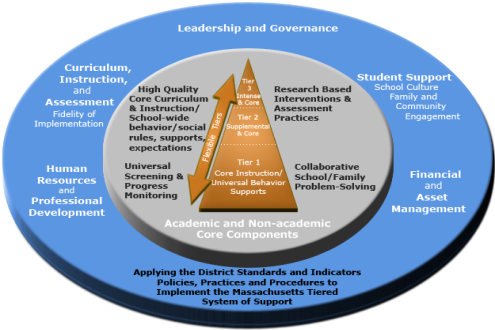 Leadership and Governance
Curriculum,
Instruction,
and
Assessment
Fidelity of
Implementation
Student Support
School Culture
Family and
Community
Engagement
Human
Resources
and
Professional
Development
Financial
and
Asset
Management
High Quality
Core Curriculum
& Instruction/
School-wide
behavior/social
rules, supports,
expectations
Universal
Screening &
Progress
Monitoring
Flexible Tiers
Tier
3
Intense
& Core
Tier 2
Supplemental
& Core
Tier 1
Core Instruction/
Universal Behavior
Supports
Research Based
Interventions &
Assessment
Practices
Collaborative
School/Family
Problem-Solving
Academic and Non-academic
Core Components
Applying the District Standards and Indicators
Policies, Practices and Procedures to
Implement the Massachusetts Tiered
System of Support